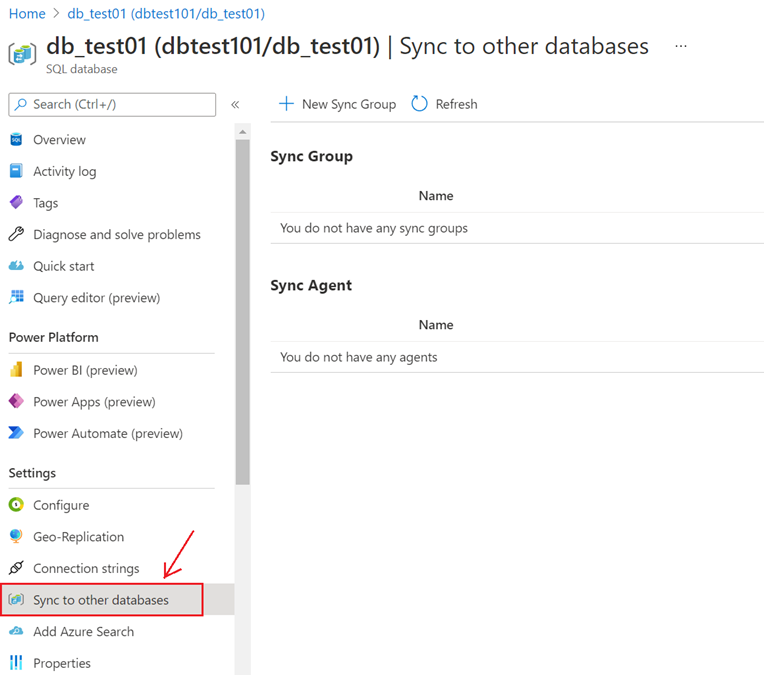 Home > db_test01 (dbtest101/db_test01)
db_test01 (dbtest101/db_test01) | Sync to other databases ...
SQL database
Search (Ctrl+/)
«
New Sync Group
Refresh
Overview
Activity log
Tags
Diagnose and solve problems
Quick start
Query editor (preview)
Power Platform
Power BI (preview)
Power Apps (preview)
Power Automate (preview)
Settings
Configure
Geo-Replication
Connection strings
Sync to other databases
Add Azure Search
Properties
Sync Group
Name
You do not have any sync groups
Sync Agent
Name
You do not have any agents